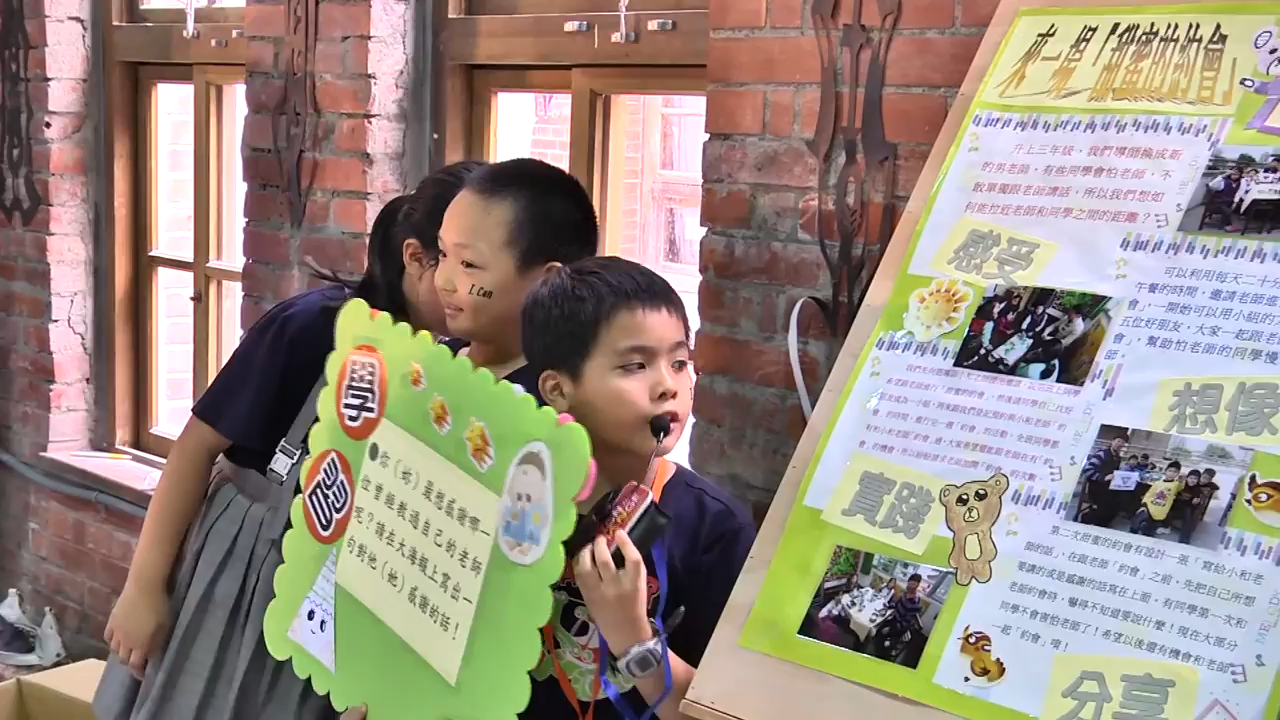 I Can
學
習
●你(妳)最想感謝哪一
位曾經教過自己的老師
呢?請在大海報上寫出一
句對他(她)感謝的話!
來一場『甜蜜的約會』
升上三年級,我們導師換成新
的男老師,有些同學會怕老師,不
敢單獨跟老師講話,所以我們想如
何能拉近老師和同學之間的距離?
感受
可以利用每天二十分
午餐的時間,邀請老師進
會」,一開始可以用小組的
五位好朋友,大家一起跟老
會」,幫助怕老師的同學慢
想像
實踐
第二次甜蜜的約會有設計一張「寫給小和老
師的話」,在跟老師「約會」之前,先把自己所想
要講的或是感謝的話寫在上面,有同學第一次和
老師約會時,嚇得不知道要說什麼!現在大部分
同學不會害怕老師了!希望以後還有機會和老師
一起「約會」唷!
分享